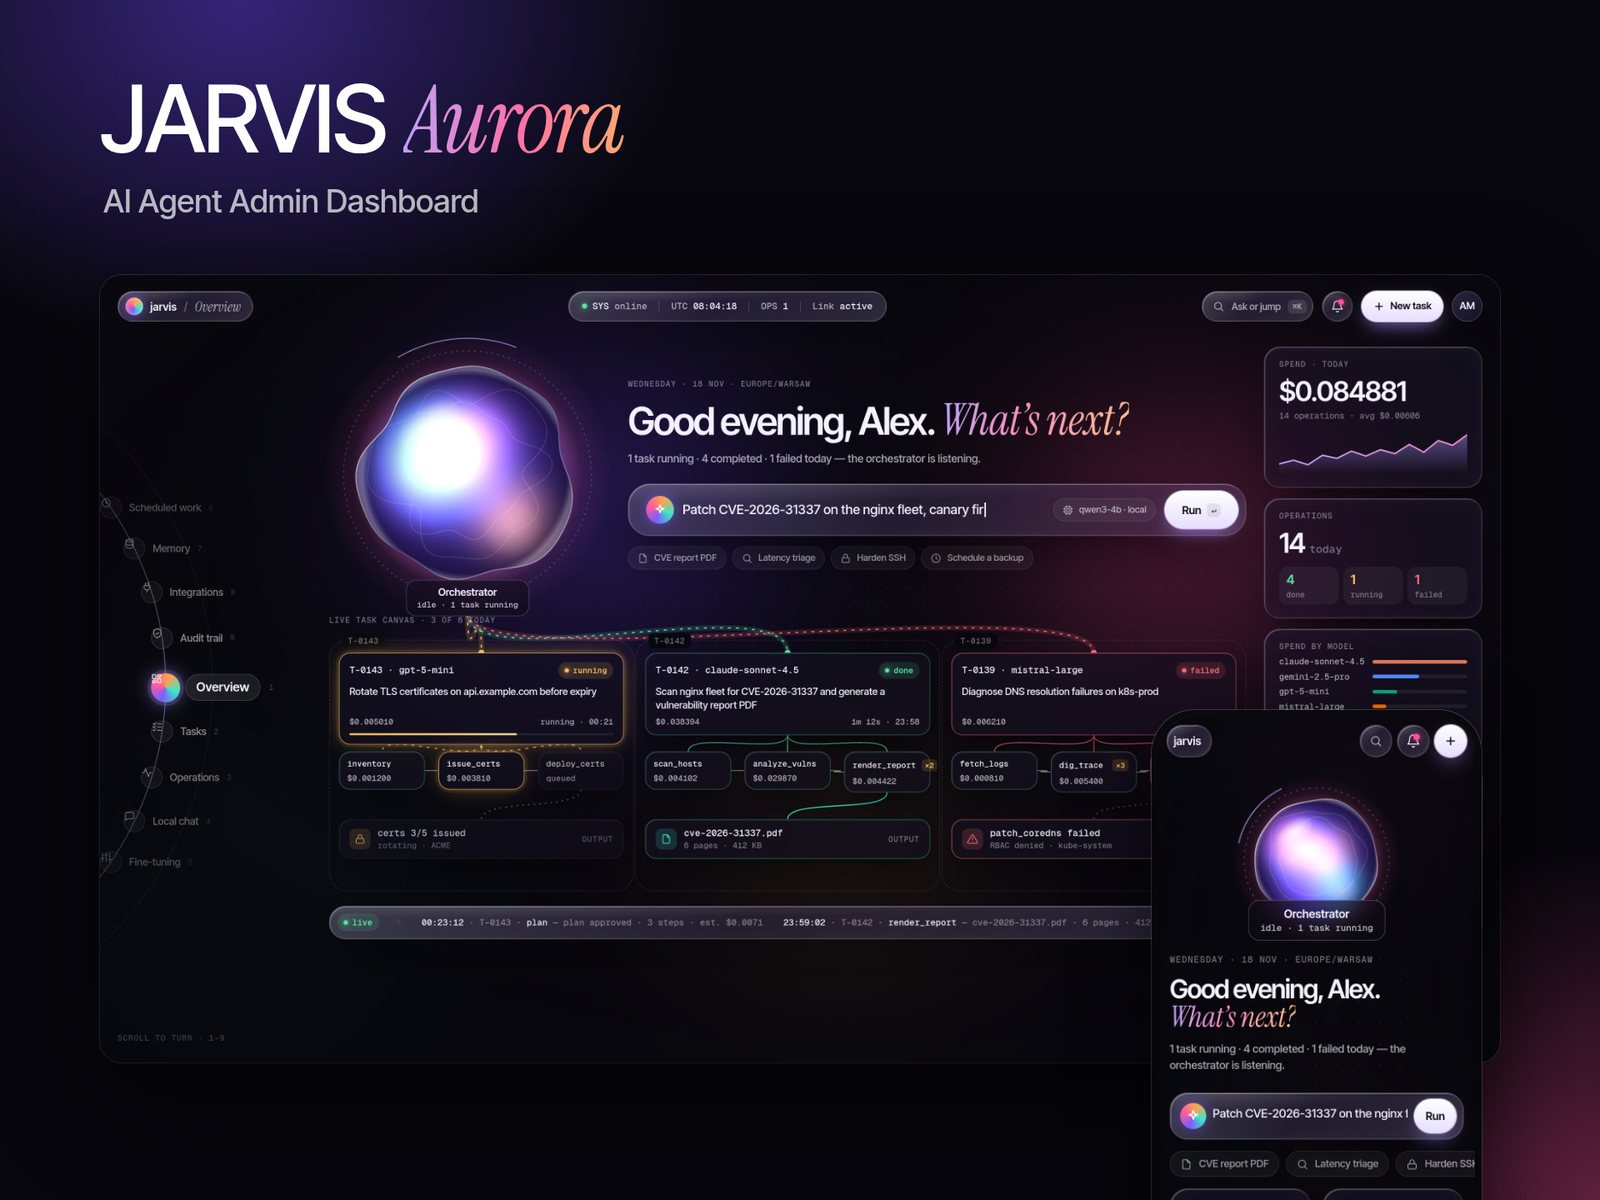 JARVIS Aurora
AI Agent Admin Dashboard
jarvis / Overview
SYS online
UTC 08:04:18
OPS 1
Link active
Ask or jump ⌘K
+ New task
AM
WEDNESDAY · 18 NOV · EUROPE/WARSAW
Good evening, Alex. What's next?
1 task running · 4 completed · 1 failed today — the orchestrator is listening.
Patch CVE-2026-31337 on the nginx fleet, canary fir
qwen3-4b · local
Run ↵
CVE report PDF
Latency triage
Harden SSH
Schedule a backup
SPEND · TODAY
$0.084881
14 operations · avg $0.00606
OPERATIONS
14 today
4 done
1 running
1 failed
SPEND BY MODEL
claude-sonnet-4.5
gemini-2.5-pro
gpt-5-mini
mistral-large
Scheduled work 6
Memory 7
Integrations 8
Audit trail 9
Overview 1
Tasks 2
Operations 3
Local chat 4
Fine-tuning 5
SCROLL TO TURN · 1-9
Orchestrator
idle · 1 task running
LIVE TASK CANVAS · 3 OF 6 TODAY
T-0143
T-0143 · gpt-5-mini
running
Rotate TLS certificates on api.example.com before expiry
$0.005010
running · 00:21
inventory
$0.001200
issue_certs
$0.003810
deploy_certs
queued
certs 3/5 issued
rotating · ACME
OUTPUT
T-0142
T-0142 · claude-sonnet-4.5
done
Scan nginx fleet for CVE-2026-31337 and generate a
vulnerability report PDF
$0.038394
1m 12s · 23:58
scan_hosts
$0.004102
analyze_vulns
$0.029870
render_report ×2
$0.004422
cve-2026-31337.pdf
6 pages · 412 KB
OUTPUT
T-0139
T-0139 · mistral-large
failed
Diagnose DNS resolution failures on k8s-prod
$0.006210
fetch_logs
$0.000810
dig_trace ×3
$0.005400
patch_coredns failed
RBAC denied · kube-system
live
00:23:12 · T-0143 · plan — plan approved · 3 steps · est. $0.0071
23:59:02 · T-0142 · render_report — cve-2026-31337.pdf · 6 pages · 412
jarvis
+
Orchestrator
idle · 1 task running
WEDNESDAY · 18 NOV · EUROPE/WARSAW
Good evening, Alex.
What's next?
1 task running · 4 completed · 1 failed today — the
orchestrator is listening.
Patch CVE-2026-31337 on the nginx f
Run
CVE report PDF
Latency triage
Harden SSH